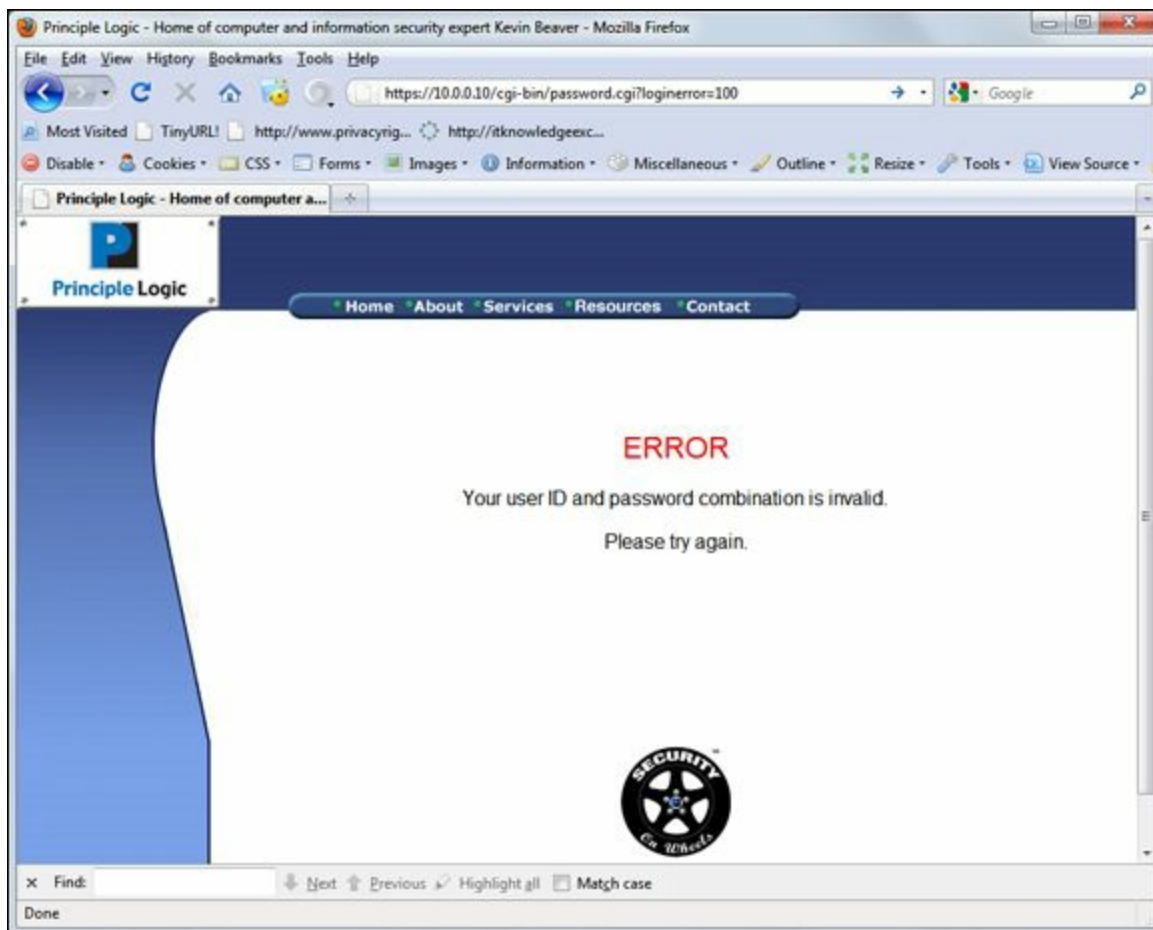 Principle Logic - Home of computer and information security expert Kevin Beaver - Mozilla Firefox
File Edit View History Bookmarks Tools Help
https://10.0.0.10/cgi-bin/password.cgi?loginerror=100
Google
Most Visited TinyURL! http://www.privacyrig... http://itknowledgeexc...
Disable Cookies CSS Forms Images Information Miscellaneous Outline Resize Tools View Source
Principle Logic - Home of computer a...
P
Principle Logic
Home About Services Resources Contact
ERROR
Your user ID and password combination is invalid.
Please try again.
SECURITY
On Wheels
Find: Next Previous Highlight all Match case
Done